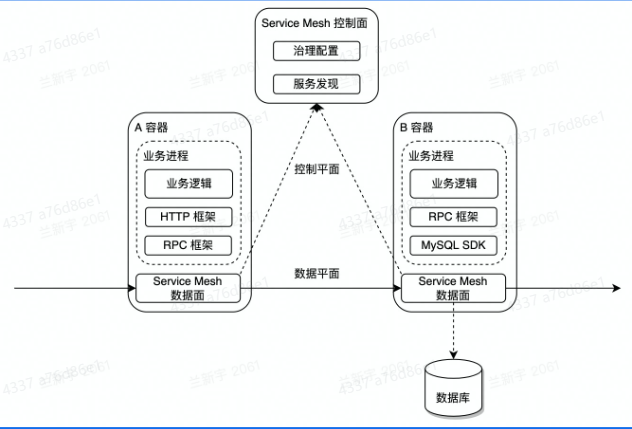 Service Mesh 控制面
治理配置
服务发现
A 容器
业务进程
业务逻辑
HTTP 框架
RPC 框架
Service Mesh
数据面
控制平面
数据平面
B 容器
业务进程
业务逻辑
RPC 框架
MySQL SDK
Service Mesh
数据面
数据库
4337 a76d86e1
兰新宇 2061